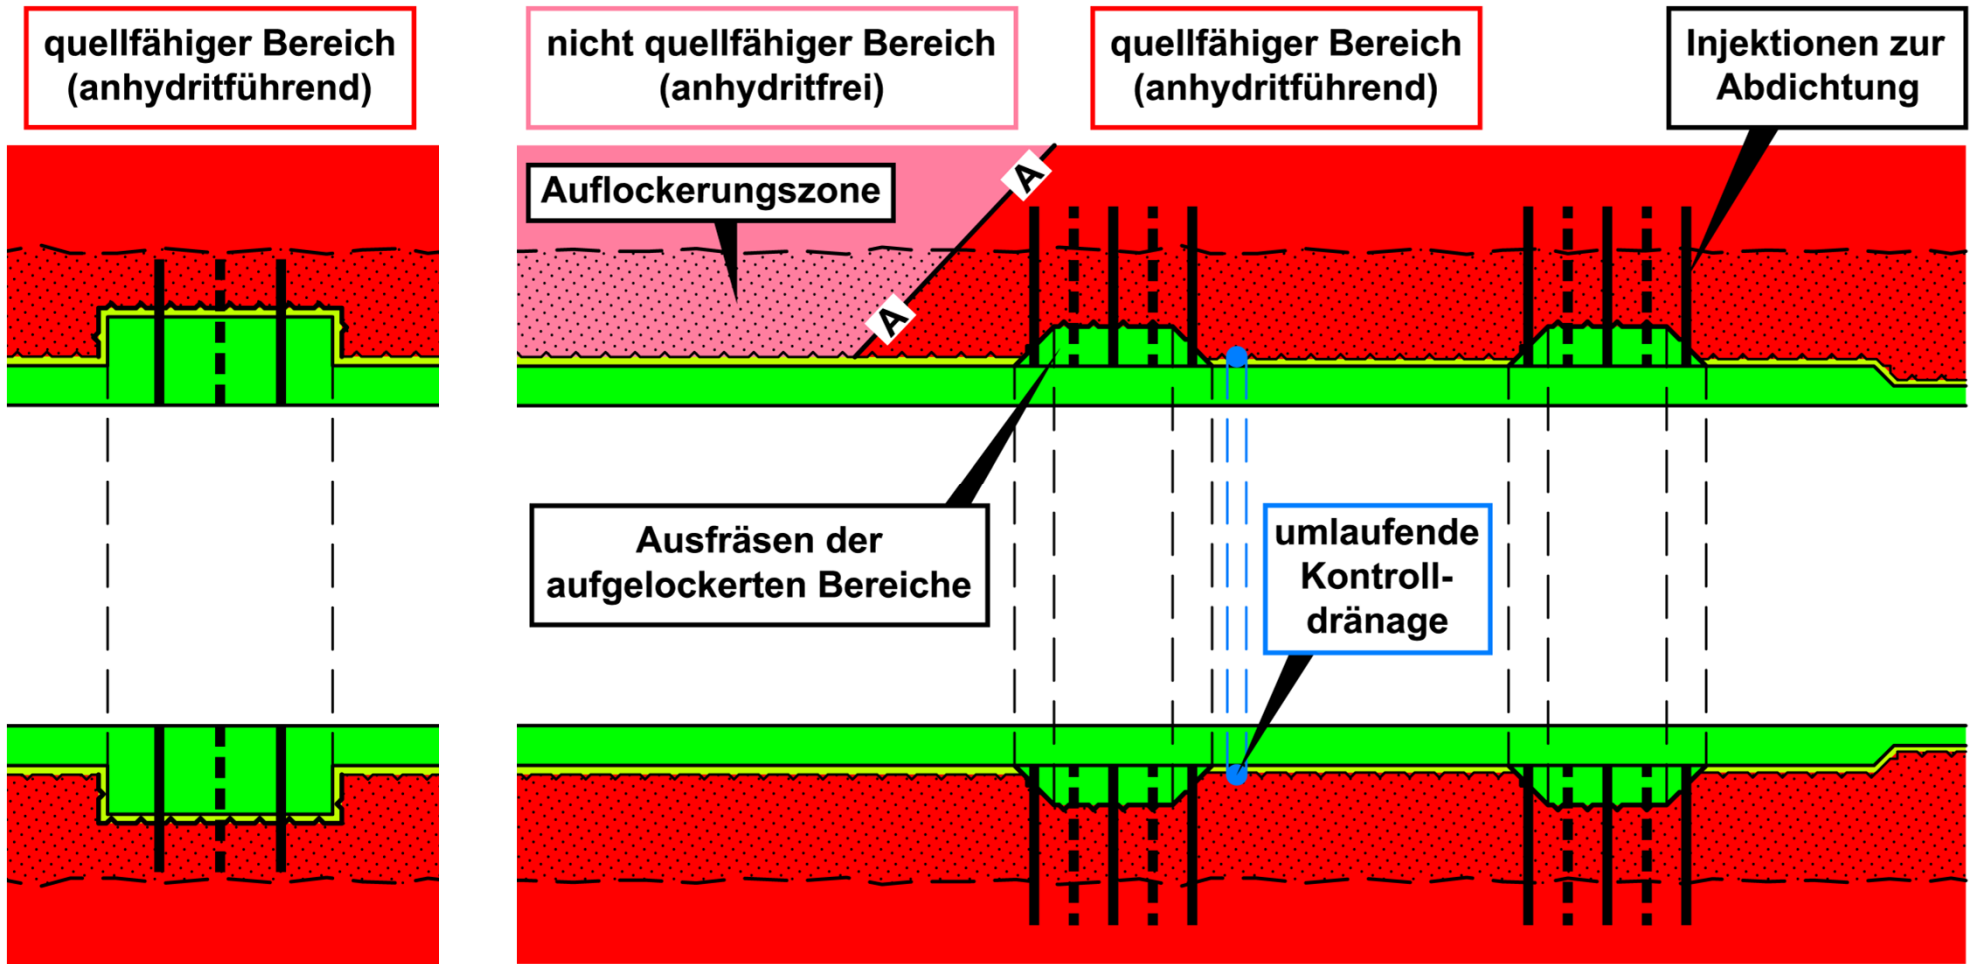 quellfähiger Bereich
(anhydritführend)
nicht quellfähiger Bereich
(anhydritfrei)
quellfähiger Bereich
(anhydritführend)
Injektionen zur
Abdichtung
Auflockerungszone
A
A
Ausfräsen der
aufgelockerten Bereiche
umlaufende
Kontroll-
dränage